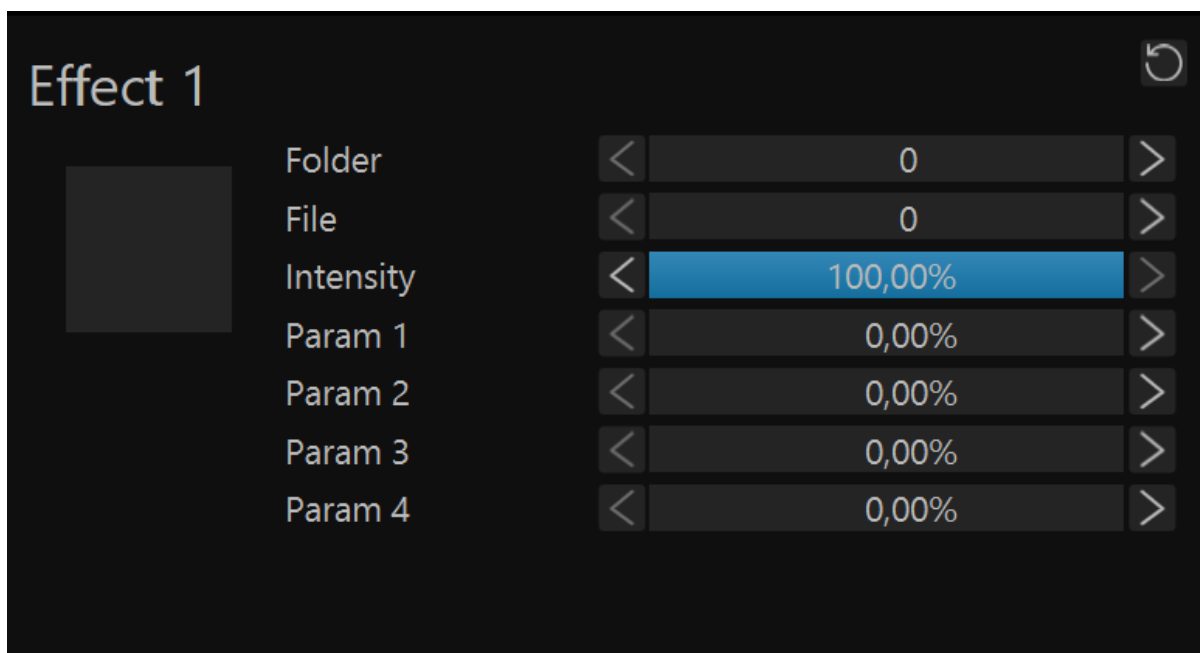 Effect 1
Folder 0
File 0
Intensity 100,00%
Param 1 0,00%
Param 2 0,00%
Param 3 0,00%
Param 4 0,00%